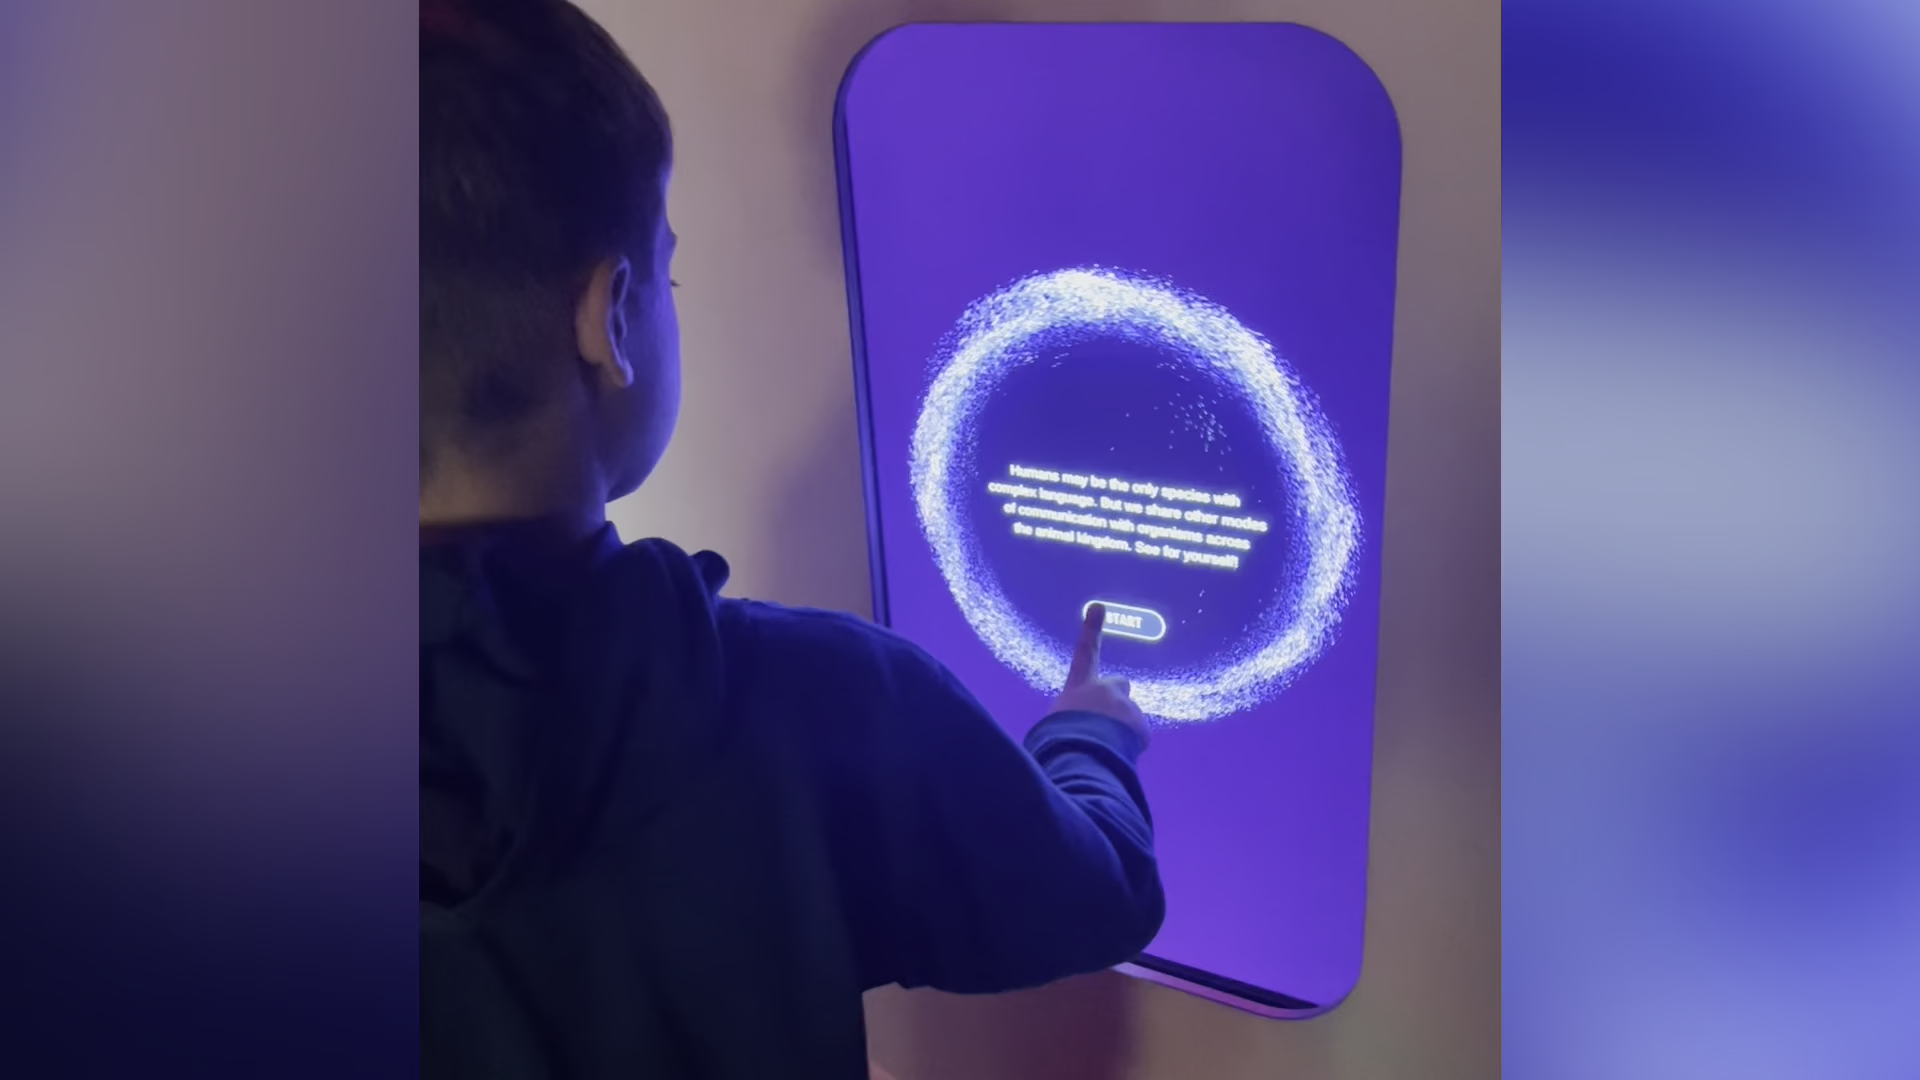 Humans may be the only species with
complex language. But we share other modes
of communication with organisms across
the animal kingdom. See for yourself!
START